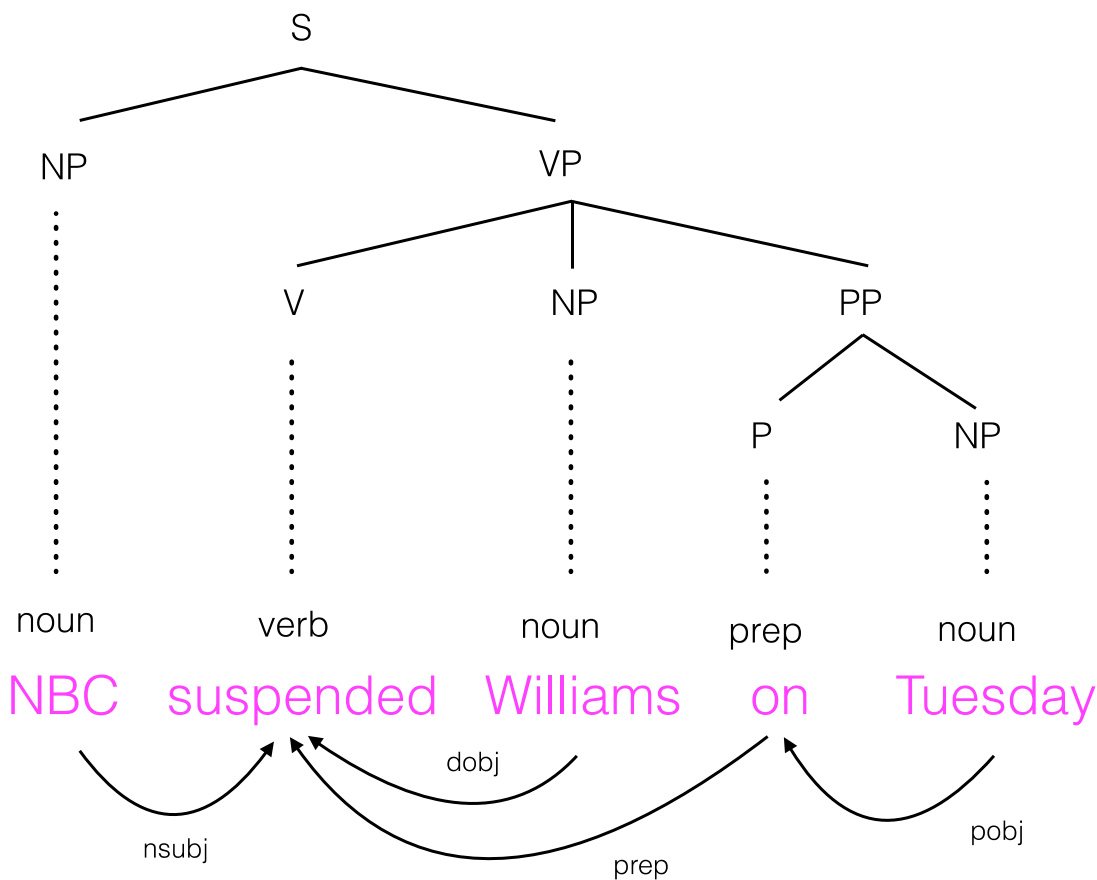 S
NP VP
V NP PP
P NP
noun verb noun prep noun
NBC suspended Williams on Tuesday
dobj
nsubj prep pobj